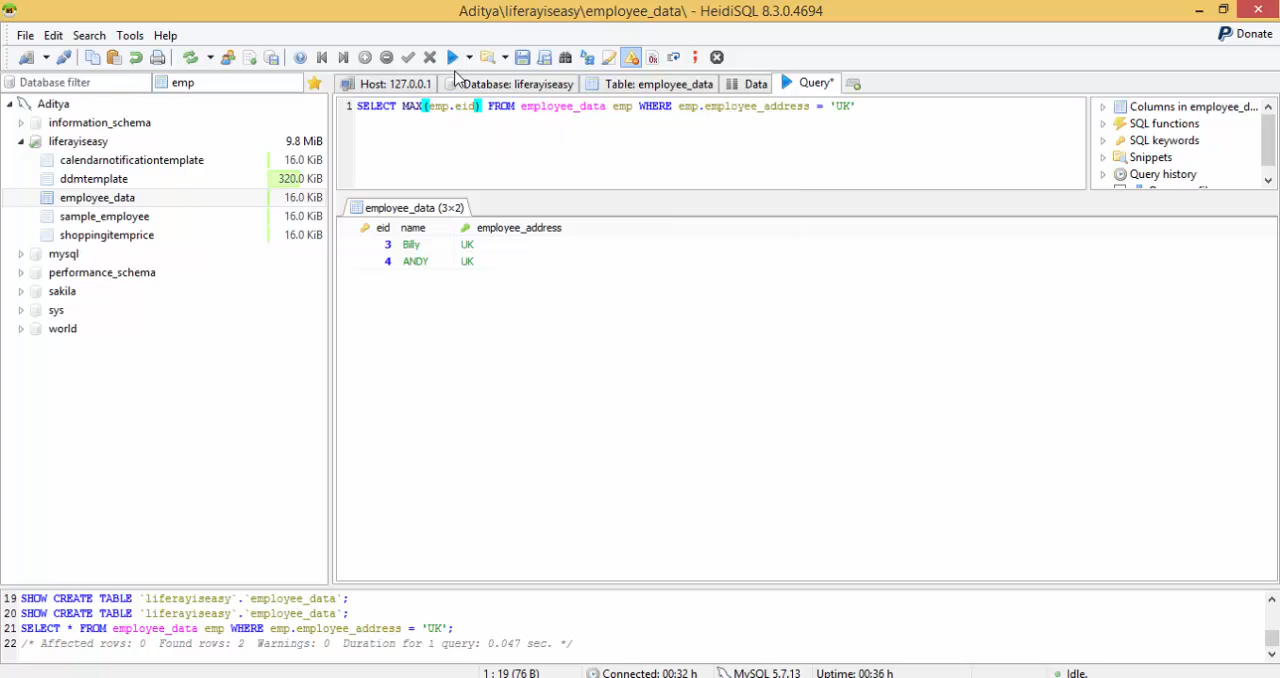 Aditya\liferayiseasy\employee_data\ - HeidiSQL 8.3.0.4694
File Edit Search Tools Help
Donate
Database filter emp
Host: 127.0.0.1 Database: liferayiseasy Table: employee_data Data Query*
Aditya
information_schema
liferayiseasy 9.8 MiB
calendarnotificationtemplate 16.0 KiB
ddmtemplate 320.0 KiB
employee_data 16.0 KiB
sample_employee 16.0 KiB
shoppingitemprice 16.0 KiB
mysql
performance_schema
sakila
sys
world
1 SELECT MAX(emp.eid) FROM employee_data emp WHERE emp.employee_address = 'UK'
Columns in employee_d...
SQL functions
SQL keywords
Snippets
Query history
employee_data (3×2)
eid name employee_address
3 Billy UK
4 ANDY UK
19 SHOW CREATE TABLE `liferayiseasy`.`employee_data`;
20 SHOW CREATE TABLE `liferayiseasy`.`employee_data`;
21 SELECT * FROM employee_data emp WHERE emp.employee_address = 'UK';
22 /* Affected rows: 0 Found rows: 2 Warnings: 0 Duration for 1 query: 0.047 sec. */
1 : 19 (76 B) Connected: 00:32 h MySQL 5.7.13 Uptime: 00:36 h Idle.